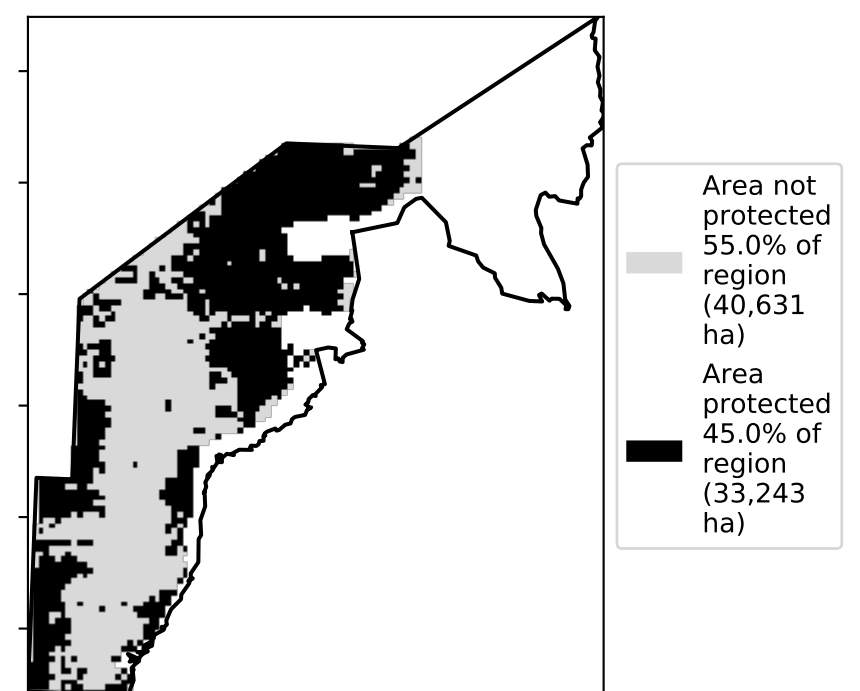 Area not
protected
55.0% of
region
(40,631
ha)
Area
protected
45.0% of
region
(33,243
ha)